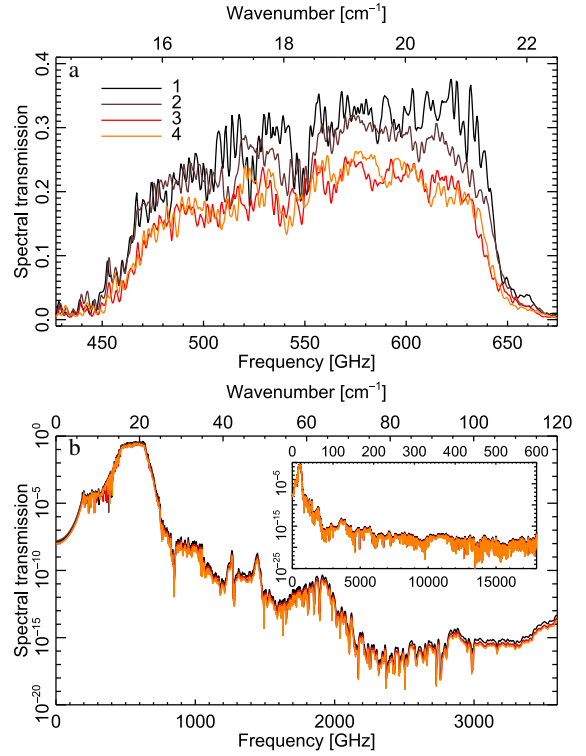 Wavenumber [cm⁻¹]
16 18 20 22
a
0.4
0.3
0.2
0.1
0.0
Spectral transmission
1
2
3
4
450 500 550 600 650
Frequency [GHz]
Wavenumber [cm⁻¹]
0 20 40 60 80 100 120
b
10⁰
10⁻⁵
10⁻¹⁰
10⁻¹⁵
10⁻²⁰
Spectral transmission
0 100 200 300 400 500 600
10⁻⁵
10⁻¹⁵
10⁻²⁵
0 5000 10000 15000
0 1000 2000 3000
Frequency [GHz]